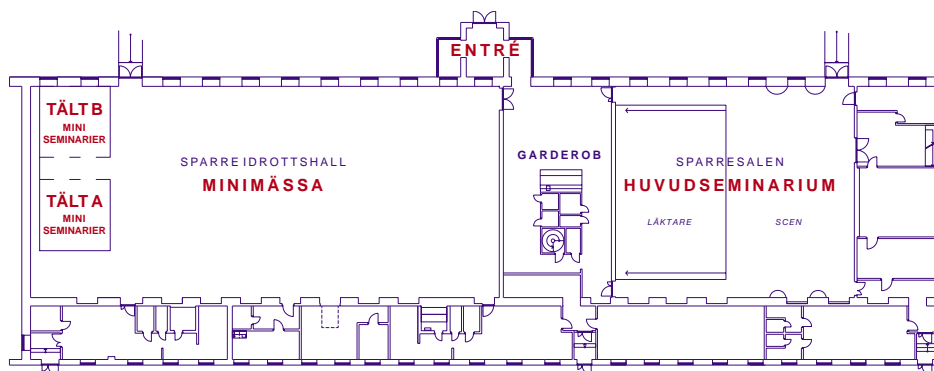 ENTRÉ
TÄLT B
MINI
SEMINARIER
SPARRE IDROTTSHALL
MINIMÄSSA
TÄLT A
MINI
SEMINARIER
GARDEROB
SPARRESALEN
HUVUDSEMINARIUM
LÄKTARE
SCEN